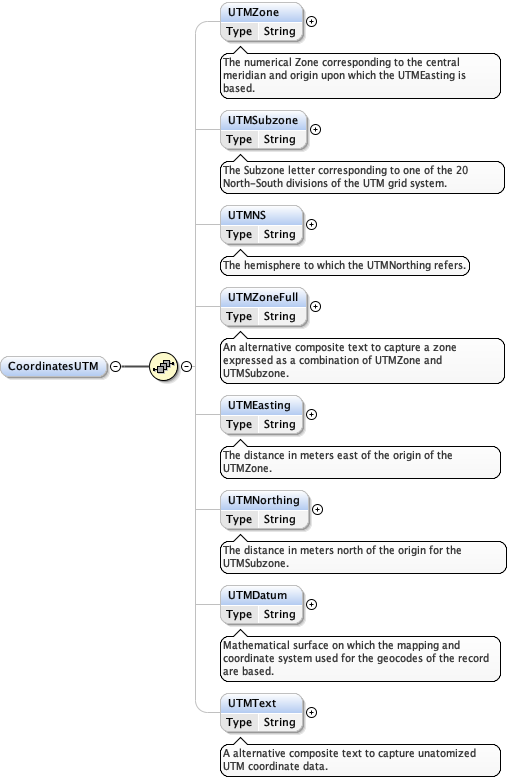 UTMZone
Type String
The numerical Zone corresponding to the central
meridian and origin upon which the UTMEasting is
based.
UTMSubzone
Type String
The Subzone letter corresponding to one of the 20
North-South divisions of the UTM grid system.
UTMNS
Type String
The hemisphere to which the UTMNorthing refers.
UTMZoneFull
Type String
An alternative composite text to capture a zone
expressed as a combination of UTMZone and
UTMSubzone.
CoordinatesUTM
UTMEasting
Type String
The distance in meters east of the origin of the
UTMZone.
UTMNorthing
Type String
The distance in meters north of the origin for the
UTMSubzone.
UTMDatum
Type String
Mathematical surface on which the mapping and
coordinate system used for the geocodes of the record
are based.
UTMText
Type String
A alternative composite text to capture unatomized
UTM coordinate data.